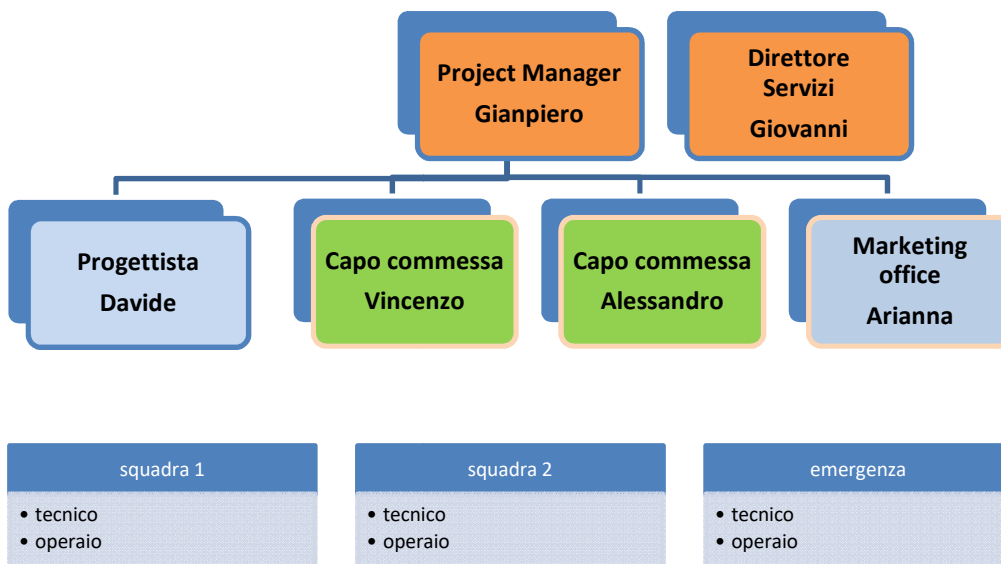 Project Manager
Gianpiero
Direttore
Servizi
Giovanni
Progettista
Davide
Capo commessa
Vincenzo
Capo commessa
Alessandro
Marketing
office
Arianna
squadra 1
• tecnico
• operaio
squadra 2
• tecnico
• operaio
emergenza
• tecnico
• operaio